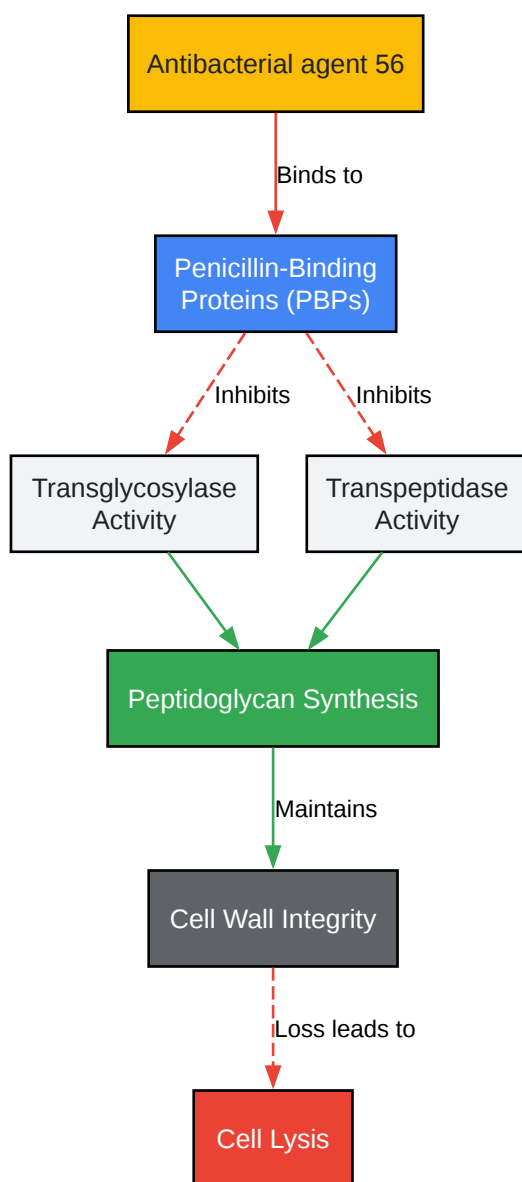 Antibacterial agent 56
Binds to
Penicillin-Binding
Proteins (PBPs)
Inhibits
Inhibits
Transglycosylase
Activity
Transpeptidase
Activity
Peptidoglycan Synthesis
Maintains
Cell Wall Integrity
Loss leads to
Cell Lysis